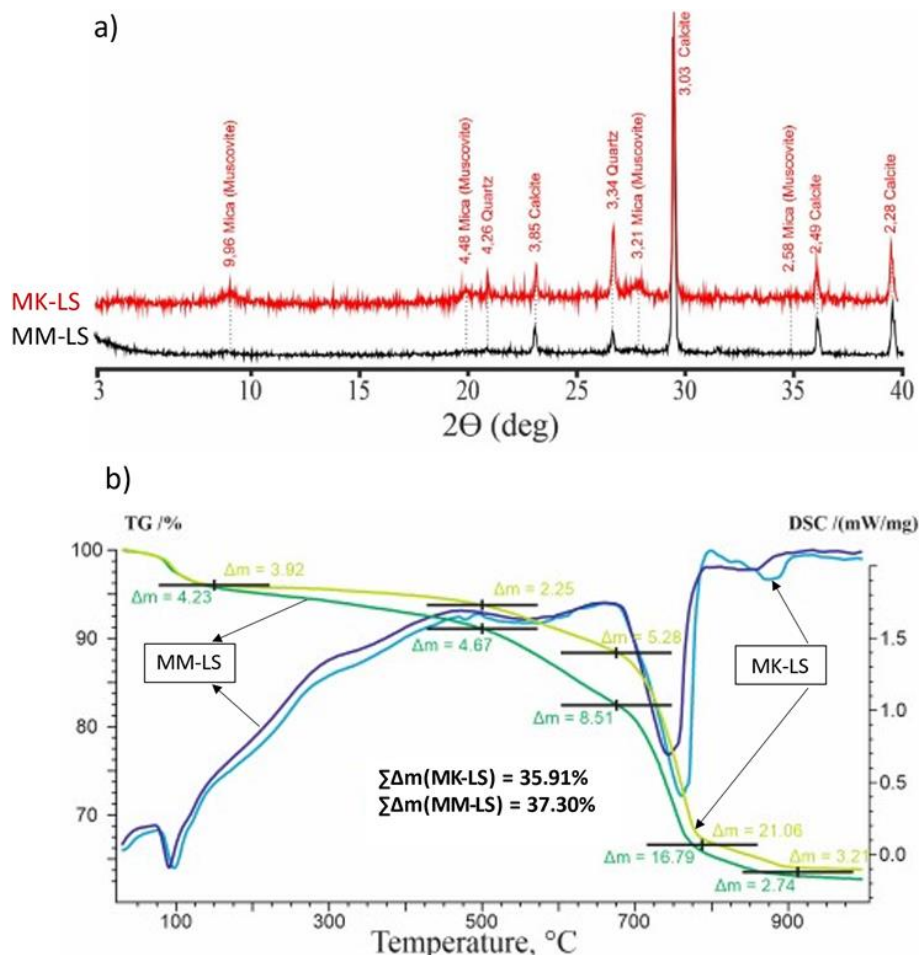 a)
9,96 Mica (Muscovite)
4,48 Mica (Muscovite)
4,26 Quartz
3,85 Calcite
3,34 Quartz
3,21 Mica (Muscovite)
3,03 Calcite
2,58 Mica (Muscovite)
2,49 Calcite
2,28 Calcite
MK-LS
MM-LS
3 10 20 25 30 35 40
2Θ (deg)
b)
TG /%
DSC /(mW/mg)
100
90
80
70
Δm = 3.92
Δm = 4.23
Δm = 2.25
Δm = 4.67
Δm = 5.28
Δm = 8.51
MM-LS
MK-LS
∑Δm(MK-LS) = 35.91%
∑Δm(MM-LS) = 37.30%
Δm = 21.06
Δm = 16.79
Δm = 3.21
Δm = 2.74
1.5
1.0
0.5
0.0
100 300 500 700 900
Temperature, °C